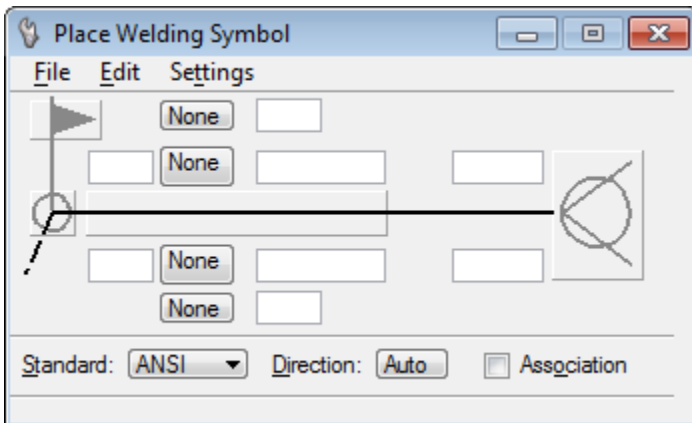 Place Welding Symbol
File Edit Settings
None
None
None
None
Standard: ANSI Direction: Auto Association